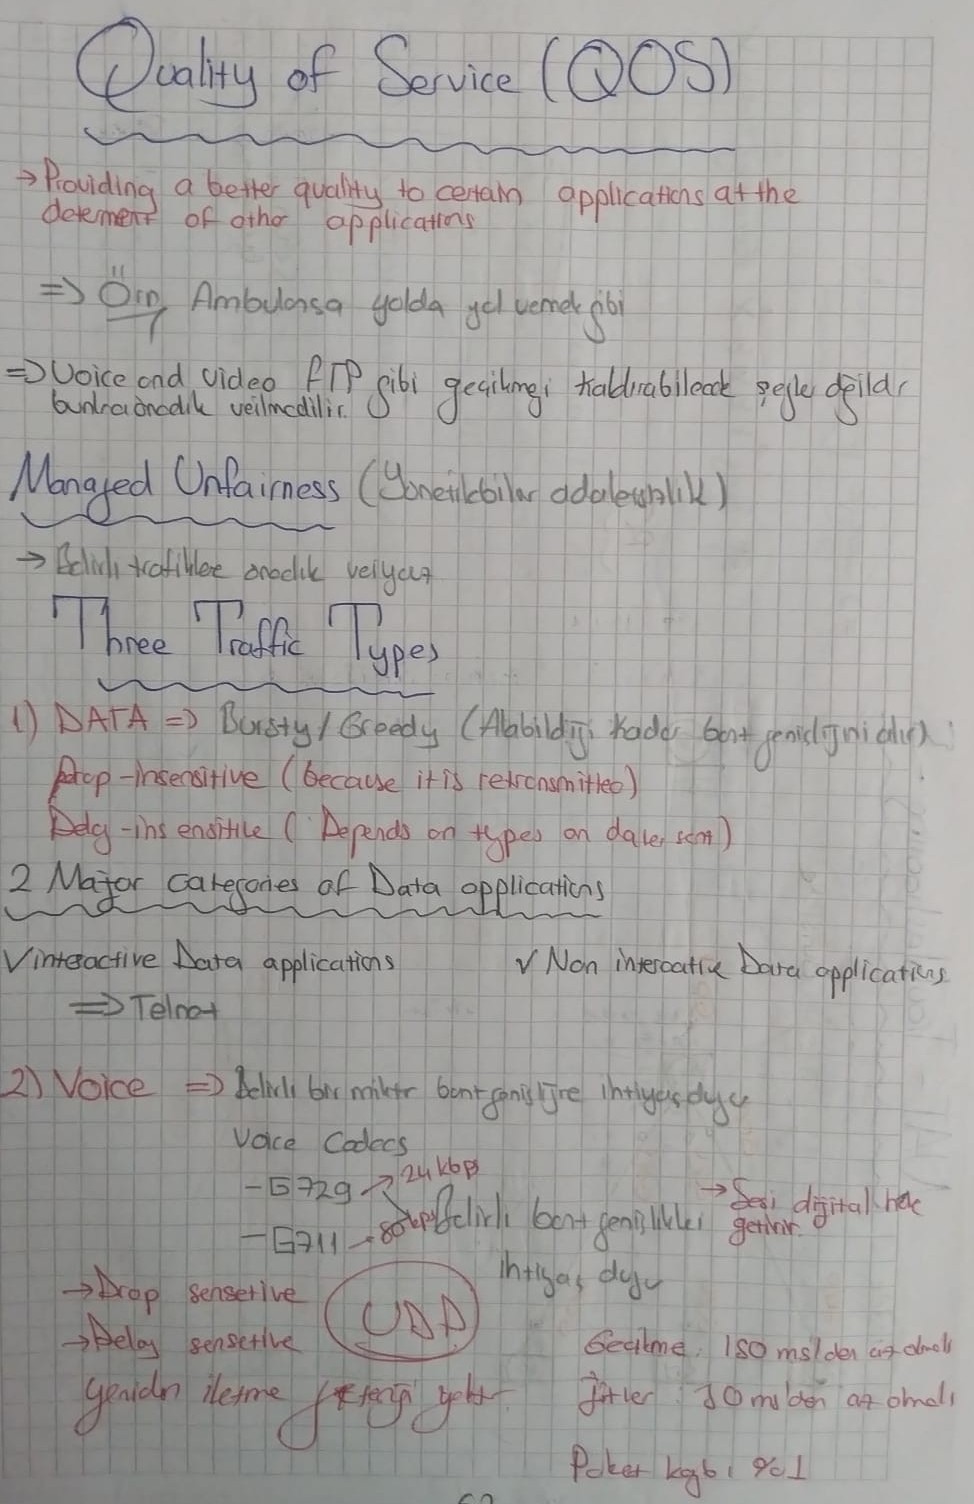 Quality of Service (QOS)
→ Providing a better quality to certain applications at the
determent of other applications
=> Örn, Ambulansa yolda yol vermek gibi
=> Voice and video FTP gibi gecikmeyi kaldırabilecek şeyler değildir
bunlara öncelik verilmedilir.
Managed Unfairness (Yönetilebilir adaletsizlik)
→ Belirli trafiklere öncelik veriyoruz
Three Traffic Types
1) DATA => Bursty/Greedy (Alabildiği kadar bant genişliğini alır)
Drop-insensitive (because it is retransmitted)
Delay-insensitive (Depends on types on data sent)
2 Major categories of Data applications
√ interactive Data applications √ Non interactive Data applications
=> Telnet
2) Voice => Belirli bir miktar bant genişliğine ihtiyaç duyar
Voice Codecs
- G729 → 24 kbps
→ Sesi digital hale
- G711 → 80 kbps Belirli bant genişlikleri getirir.
ihtiyaç duyar
→ Drop sensetive
UDP
→ Delay sensetive Gecikme: 150 ms'den az olmalı
yeniden iletme yok Jitter: 30 ms'den az olmalı
Paket kaybı %1